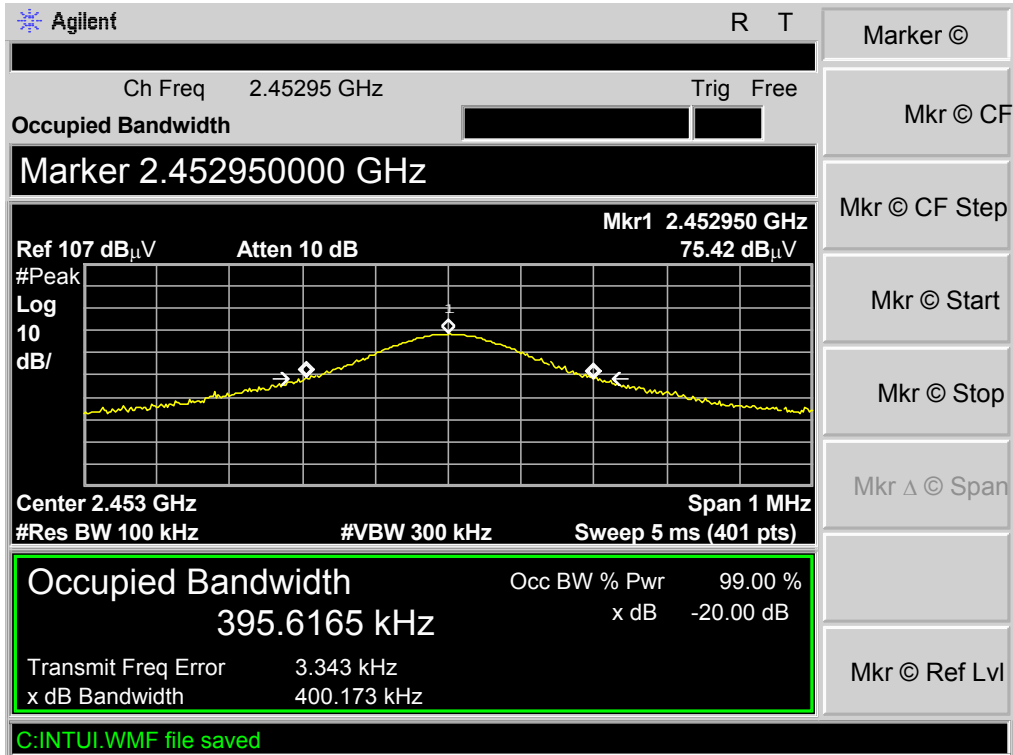 Agilent R T
Ch Freq 2.45295 GHz Trig Free
Occupied Bandwidth
Marker 2.452950000 GHz
Mkr1 2.452950 GHz
Ref 107 dBμV Atten 10 dB 75.42 dBμV
#Peak
Log
10
dB/
1
Center 2.453 GHz Span 1 MHz
#Res BW 100 kHz #VBW 300 kHz Sweep 5 ms (401 pts)
Occupied Bandwidth Occ BW % Pwr 99.00 %
395.6165 kHz x dB -20.00 dB
Transmit Freq Error 3.343 kHz
x dB Bandwidth 400.173 kHz
C:INTUI.WMF file saved
Marker ©
Mkr © CF
Mkr © CF Step
Mkr © Start
Mkr © Stop
Mkr Δ © Span
Mkr © Ref Lvl